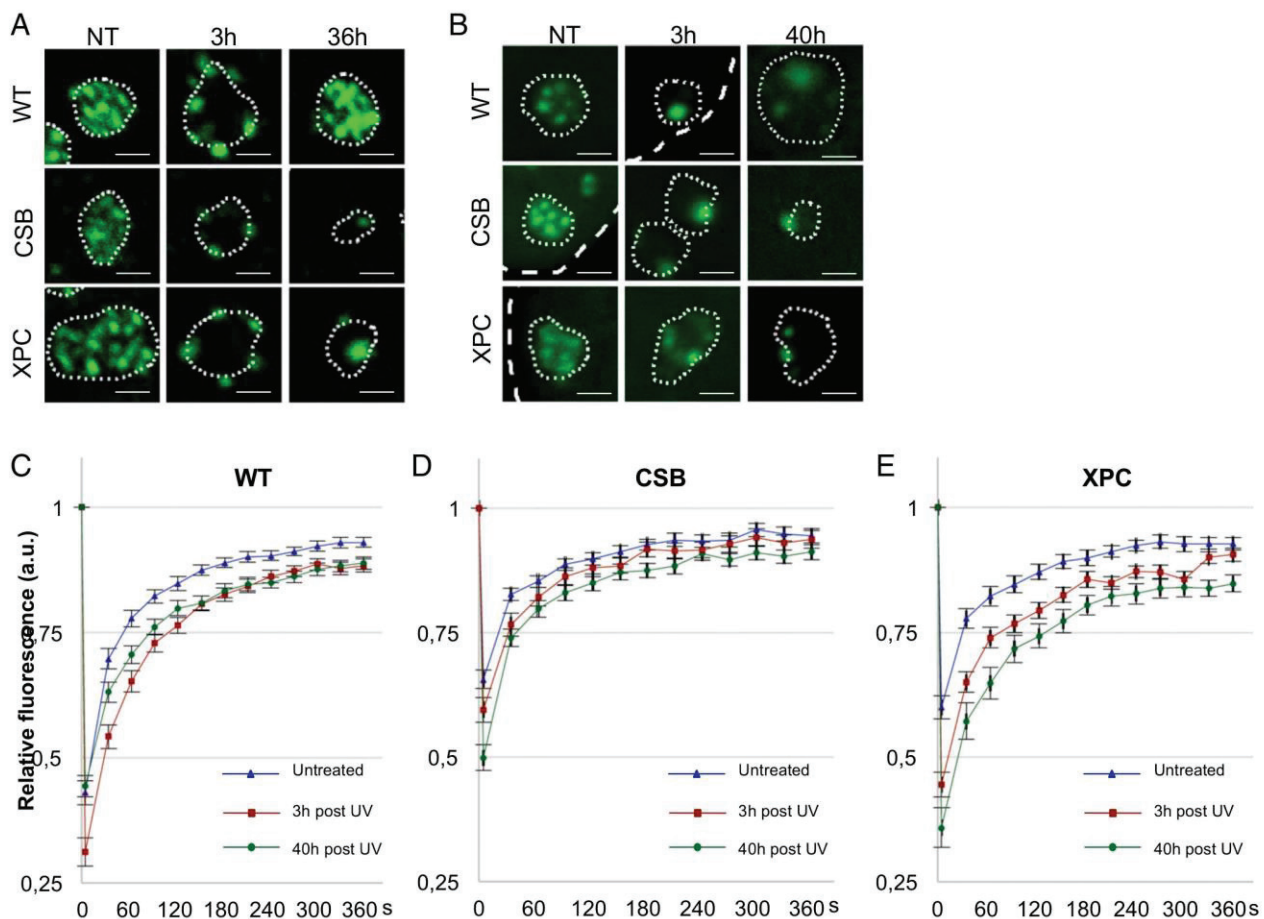 A
NT 3h 36h
WT
CSB
XPC
B
NT 3h 40h
WT
CSB
XPC
C WT
Relative fluorescence (a.u.)
1
0,75
0,5
0,25
Untreated
3h post UV
40h post UV
0 60 120 180 240 300 360 s
D CSB
1
0,75
0,5
0,25
Untreated
3h post UV
40h post UV
0 60 120 180 240 300 360 s
E XPC
1
0,75
0,5
0,25
Untreated
3h post UV
40h post UV
0 60 120 180 240 300 360 s